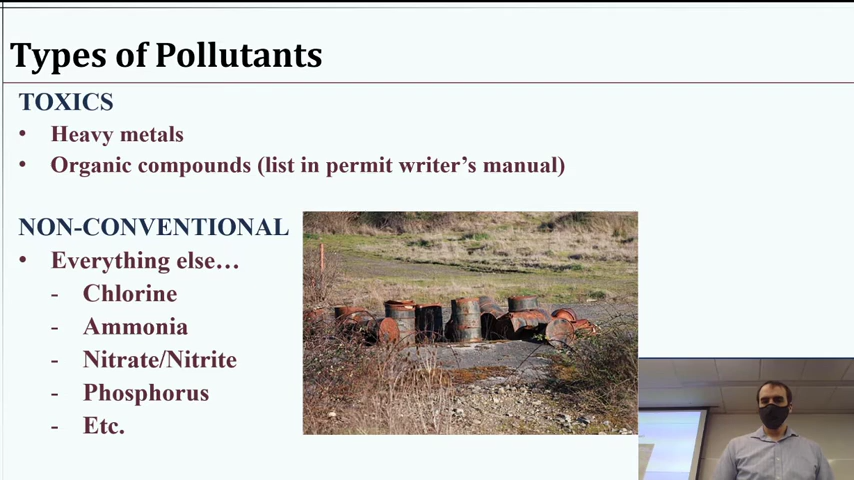 Types of Pollutants
TOXICS
• Heavy metals
• Organic compounds (list in permit writer’s manual)
NON-CONVENTIONAL
• Everything else…
- Chlorine
- Ammonia
- Nitrate/Nitrite
- Phosphorus
- Etc.